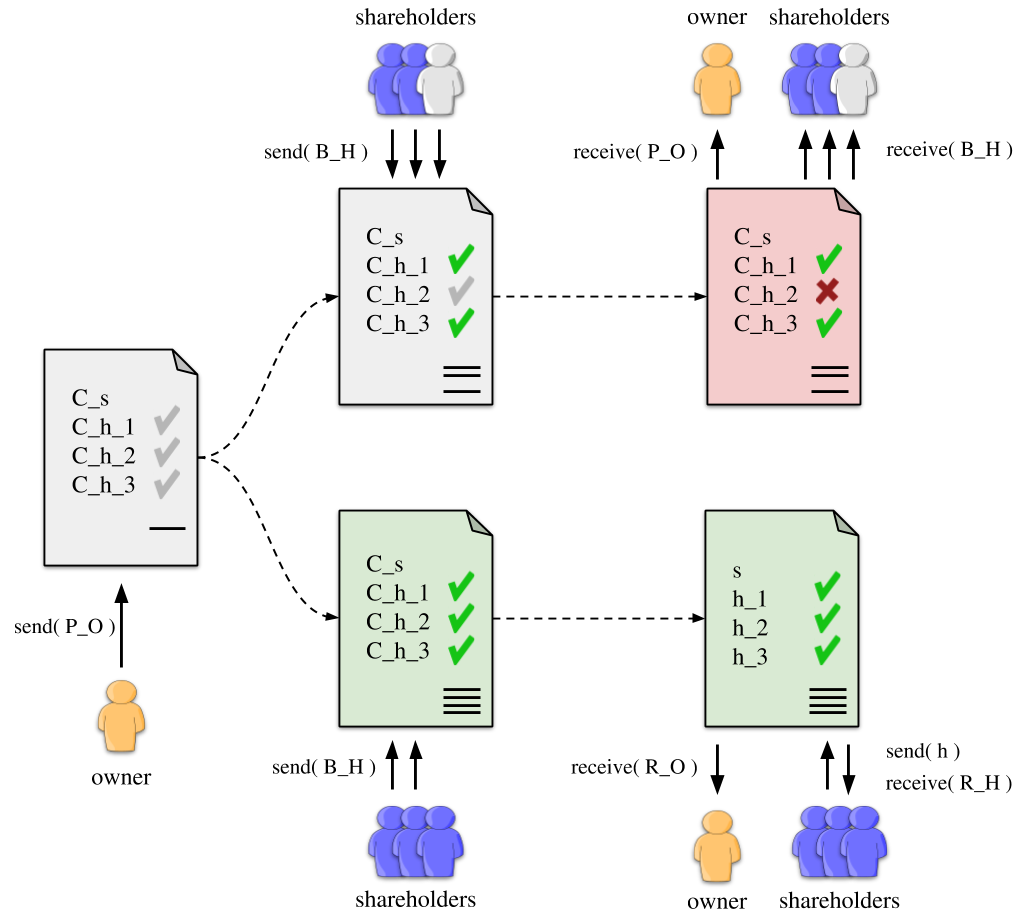 shareholders
owner
shareholders
send( B_H )
receive( P_O )
receive( B_H )
C_s
C_h_1
C_h_2
C_h_3
C_s
C_h_1
C_h_2
C_h_3
C_s
C_h_1
C_h_2
C_h_3
send( P_O )
owner
C_s
C_h_1
C_h_2
C_h_3
s
h_1
h_2
h_3
send( B_H )
receive( R_O )
send( h )
receive( R_H )
shareholders
owner
shareholders